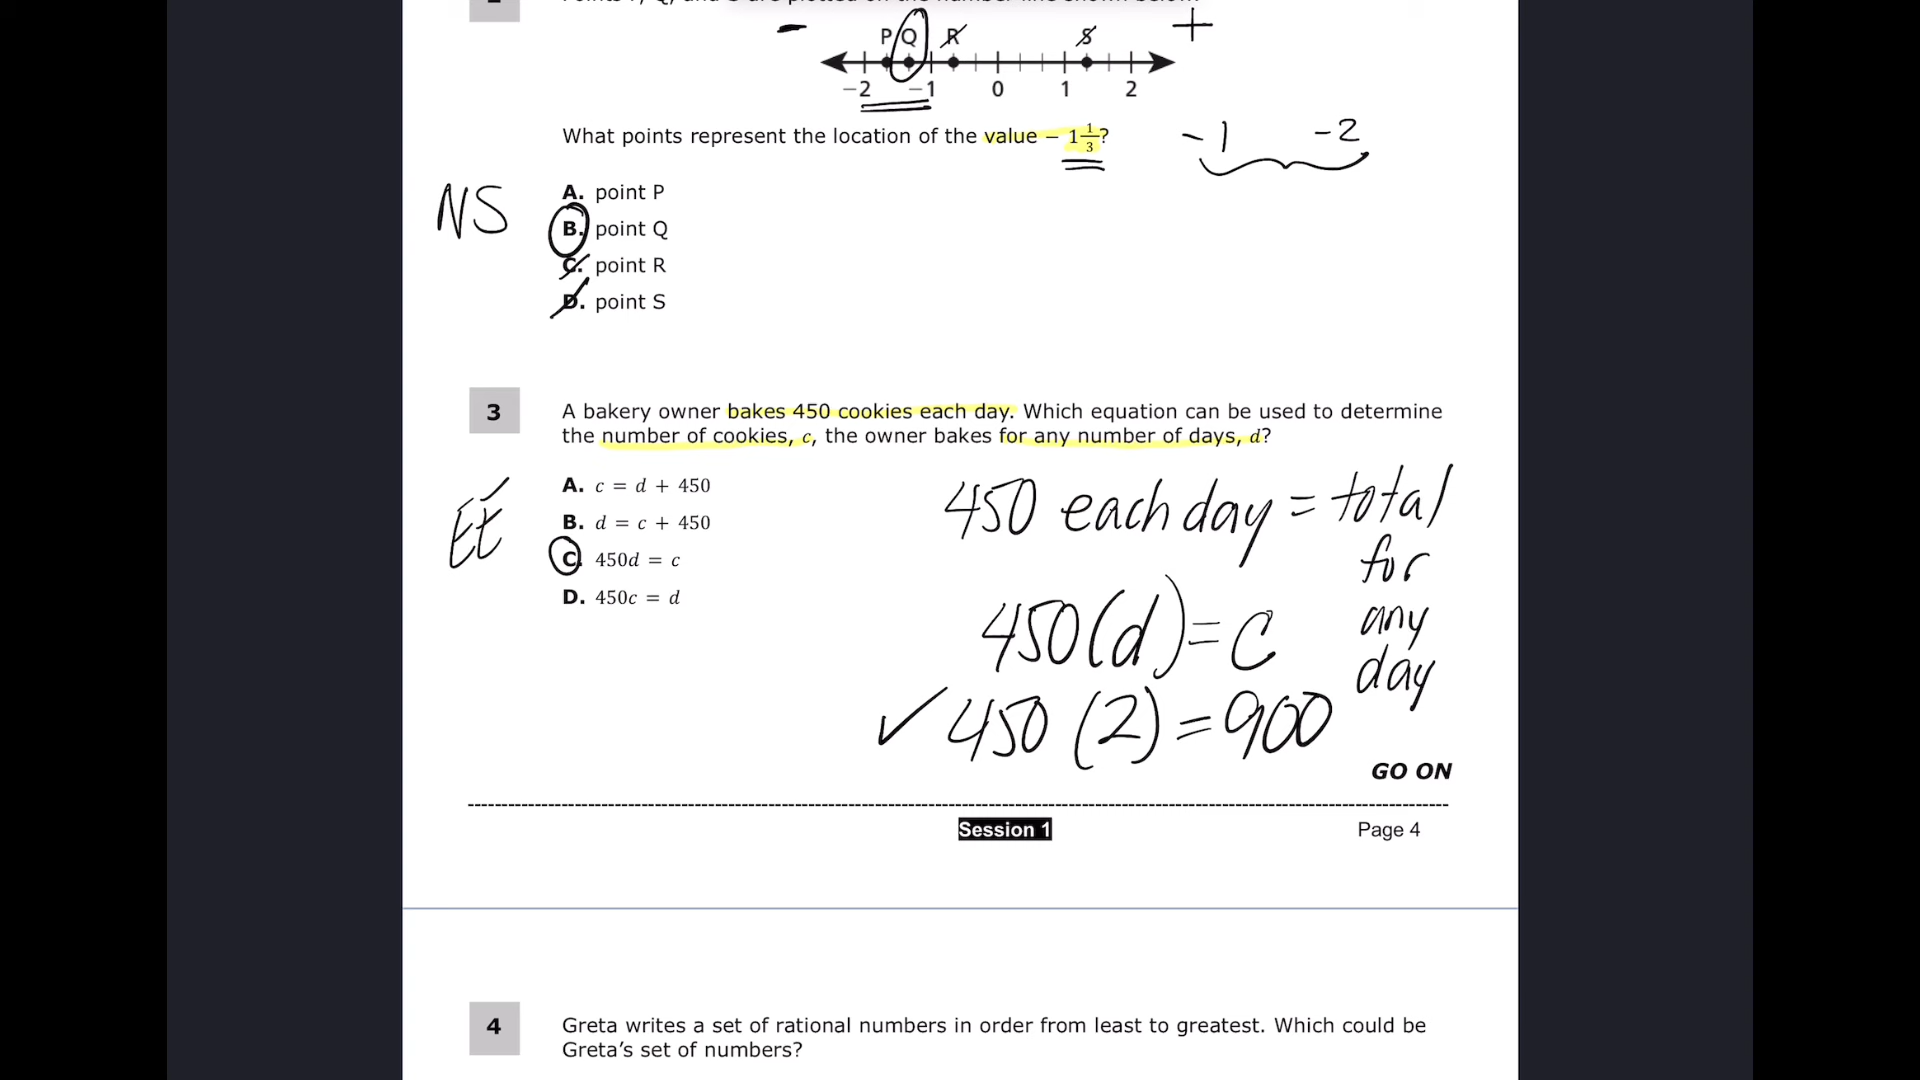 - P Q R S +
−2 −1 0 1 2
What points represent the location of the value − 1 1/3?
-1 -2
NS
A. point P
B. point Q
C. point R
D. point S
3
A bakery owner bakes 450 cookies each day. Which equation can be used to determine
the number of cookies, c, the owner bakes for any number of days, d?
EE
A. c = d + 450
B. d = c + 450
C. 450d = c
D. 450c = d
450 each day = total
for
any
day
450(d) = C
✓ 450 (2) = 900
GO ON
Session 1
Page 4
4
Greta writes a set of rational numbers in order from least to greatest. Which could be
Greta’s set of numbers?